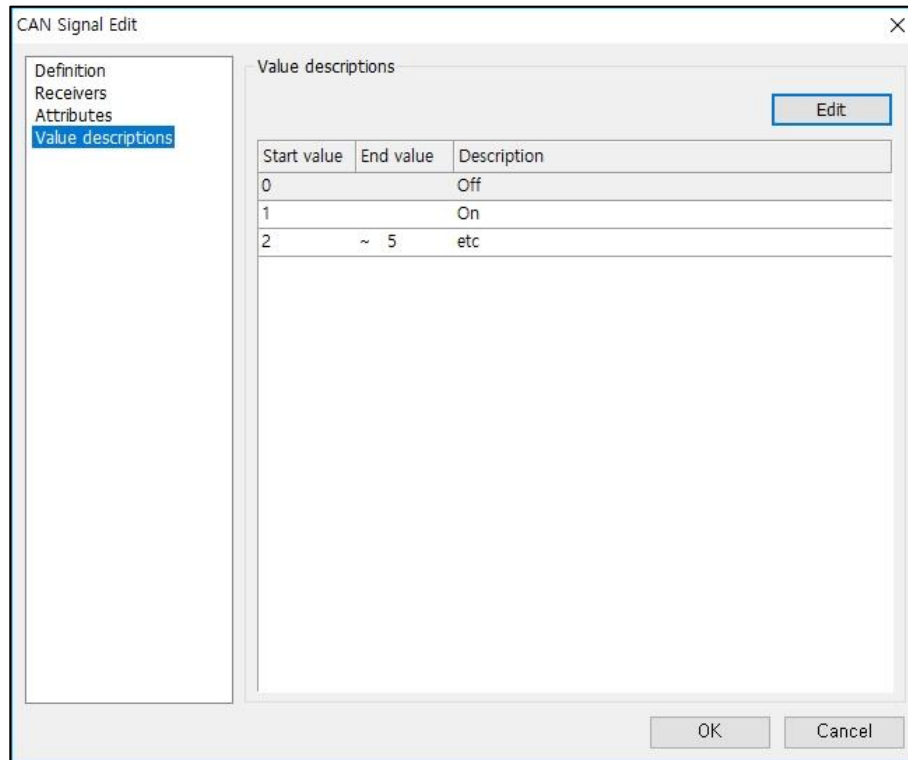 CAN Signal Edit
Definition
Receivers
Attributes
Value descriptions
Value descriptions
Edit
Start value End value Description
0 Off
1 On
2 ~ 5 etc
OK Cancel